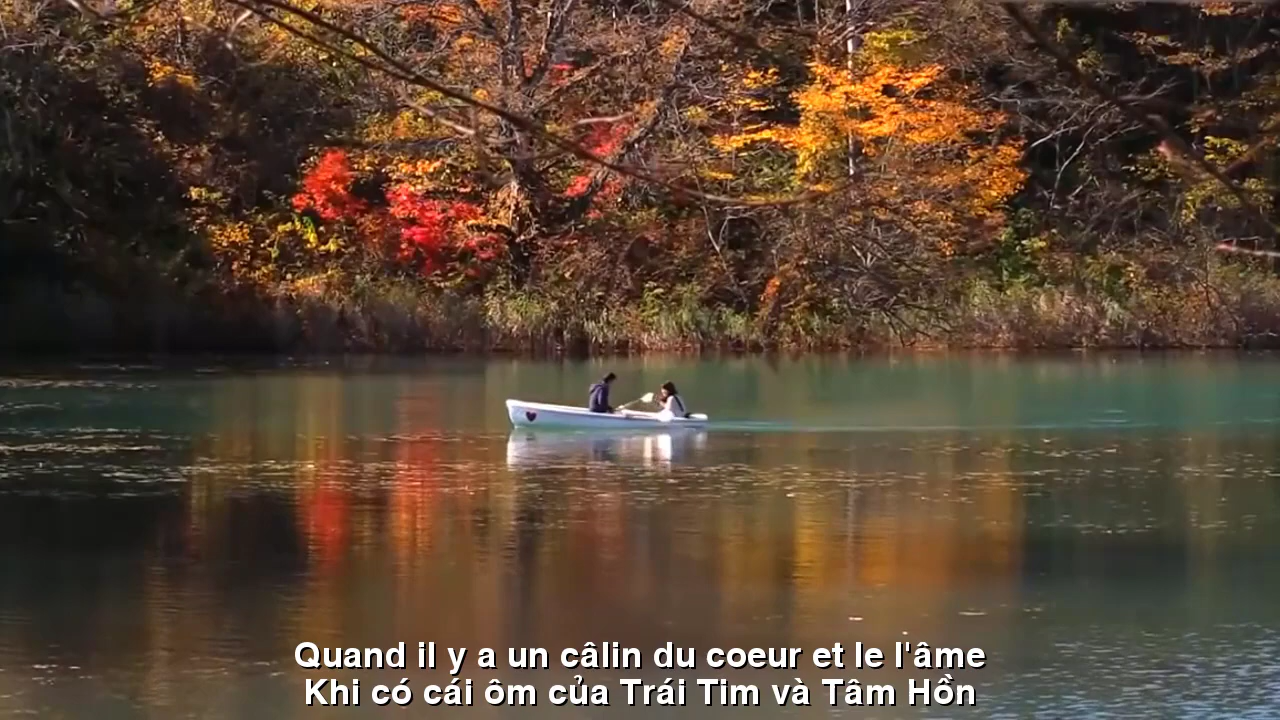 Quand il y a un câlin du coeur et le l'âme
Khi có cái ôm của Trái Tim và Tâm Hồn